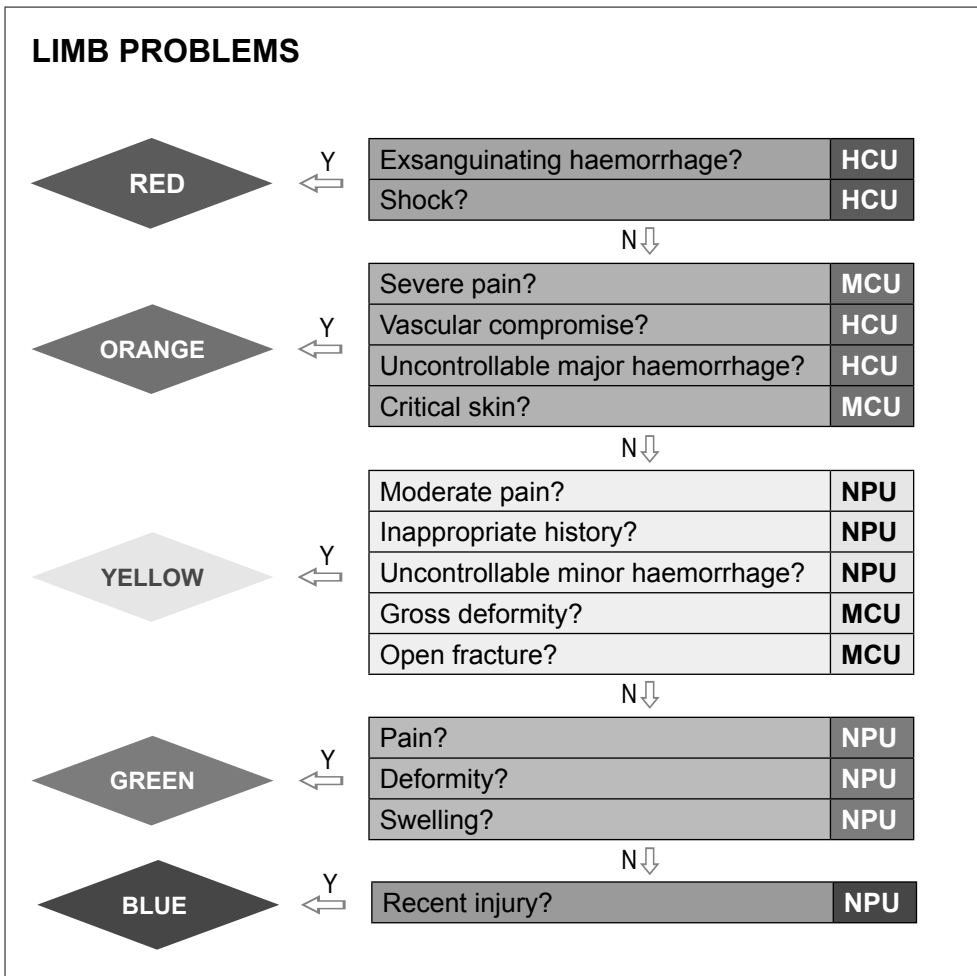 LIMB PROBLEMS
RED
Y
Exsanguinating haemorrhage? HCU
Shock? HCU
N
ORANGE
Y
Severe pain? MCU
Vascular compromise? HCU
Uncontrollable major haemorrhage? HCU
Critical skin? MCU
N
YELLOW
Y
Moderate pain? NPU
Inappropriate history? NPU
Uncontrollable minor haemorrhage? NPU
Gross deformity? MCU
Open fracture? MCU
N
GREEN
Y
Pain? NPU
Deformity? NPU
Swelling? NPU
N
BLUE
Y
Recent injury? NPU